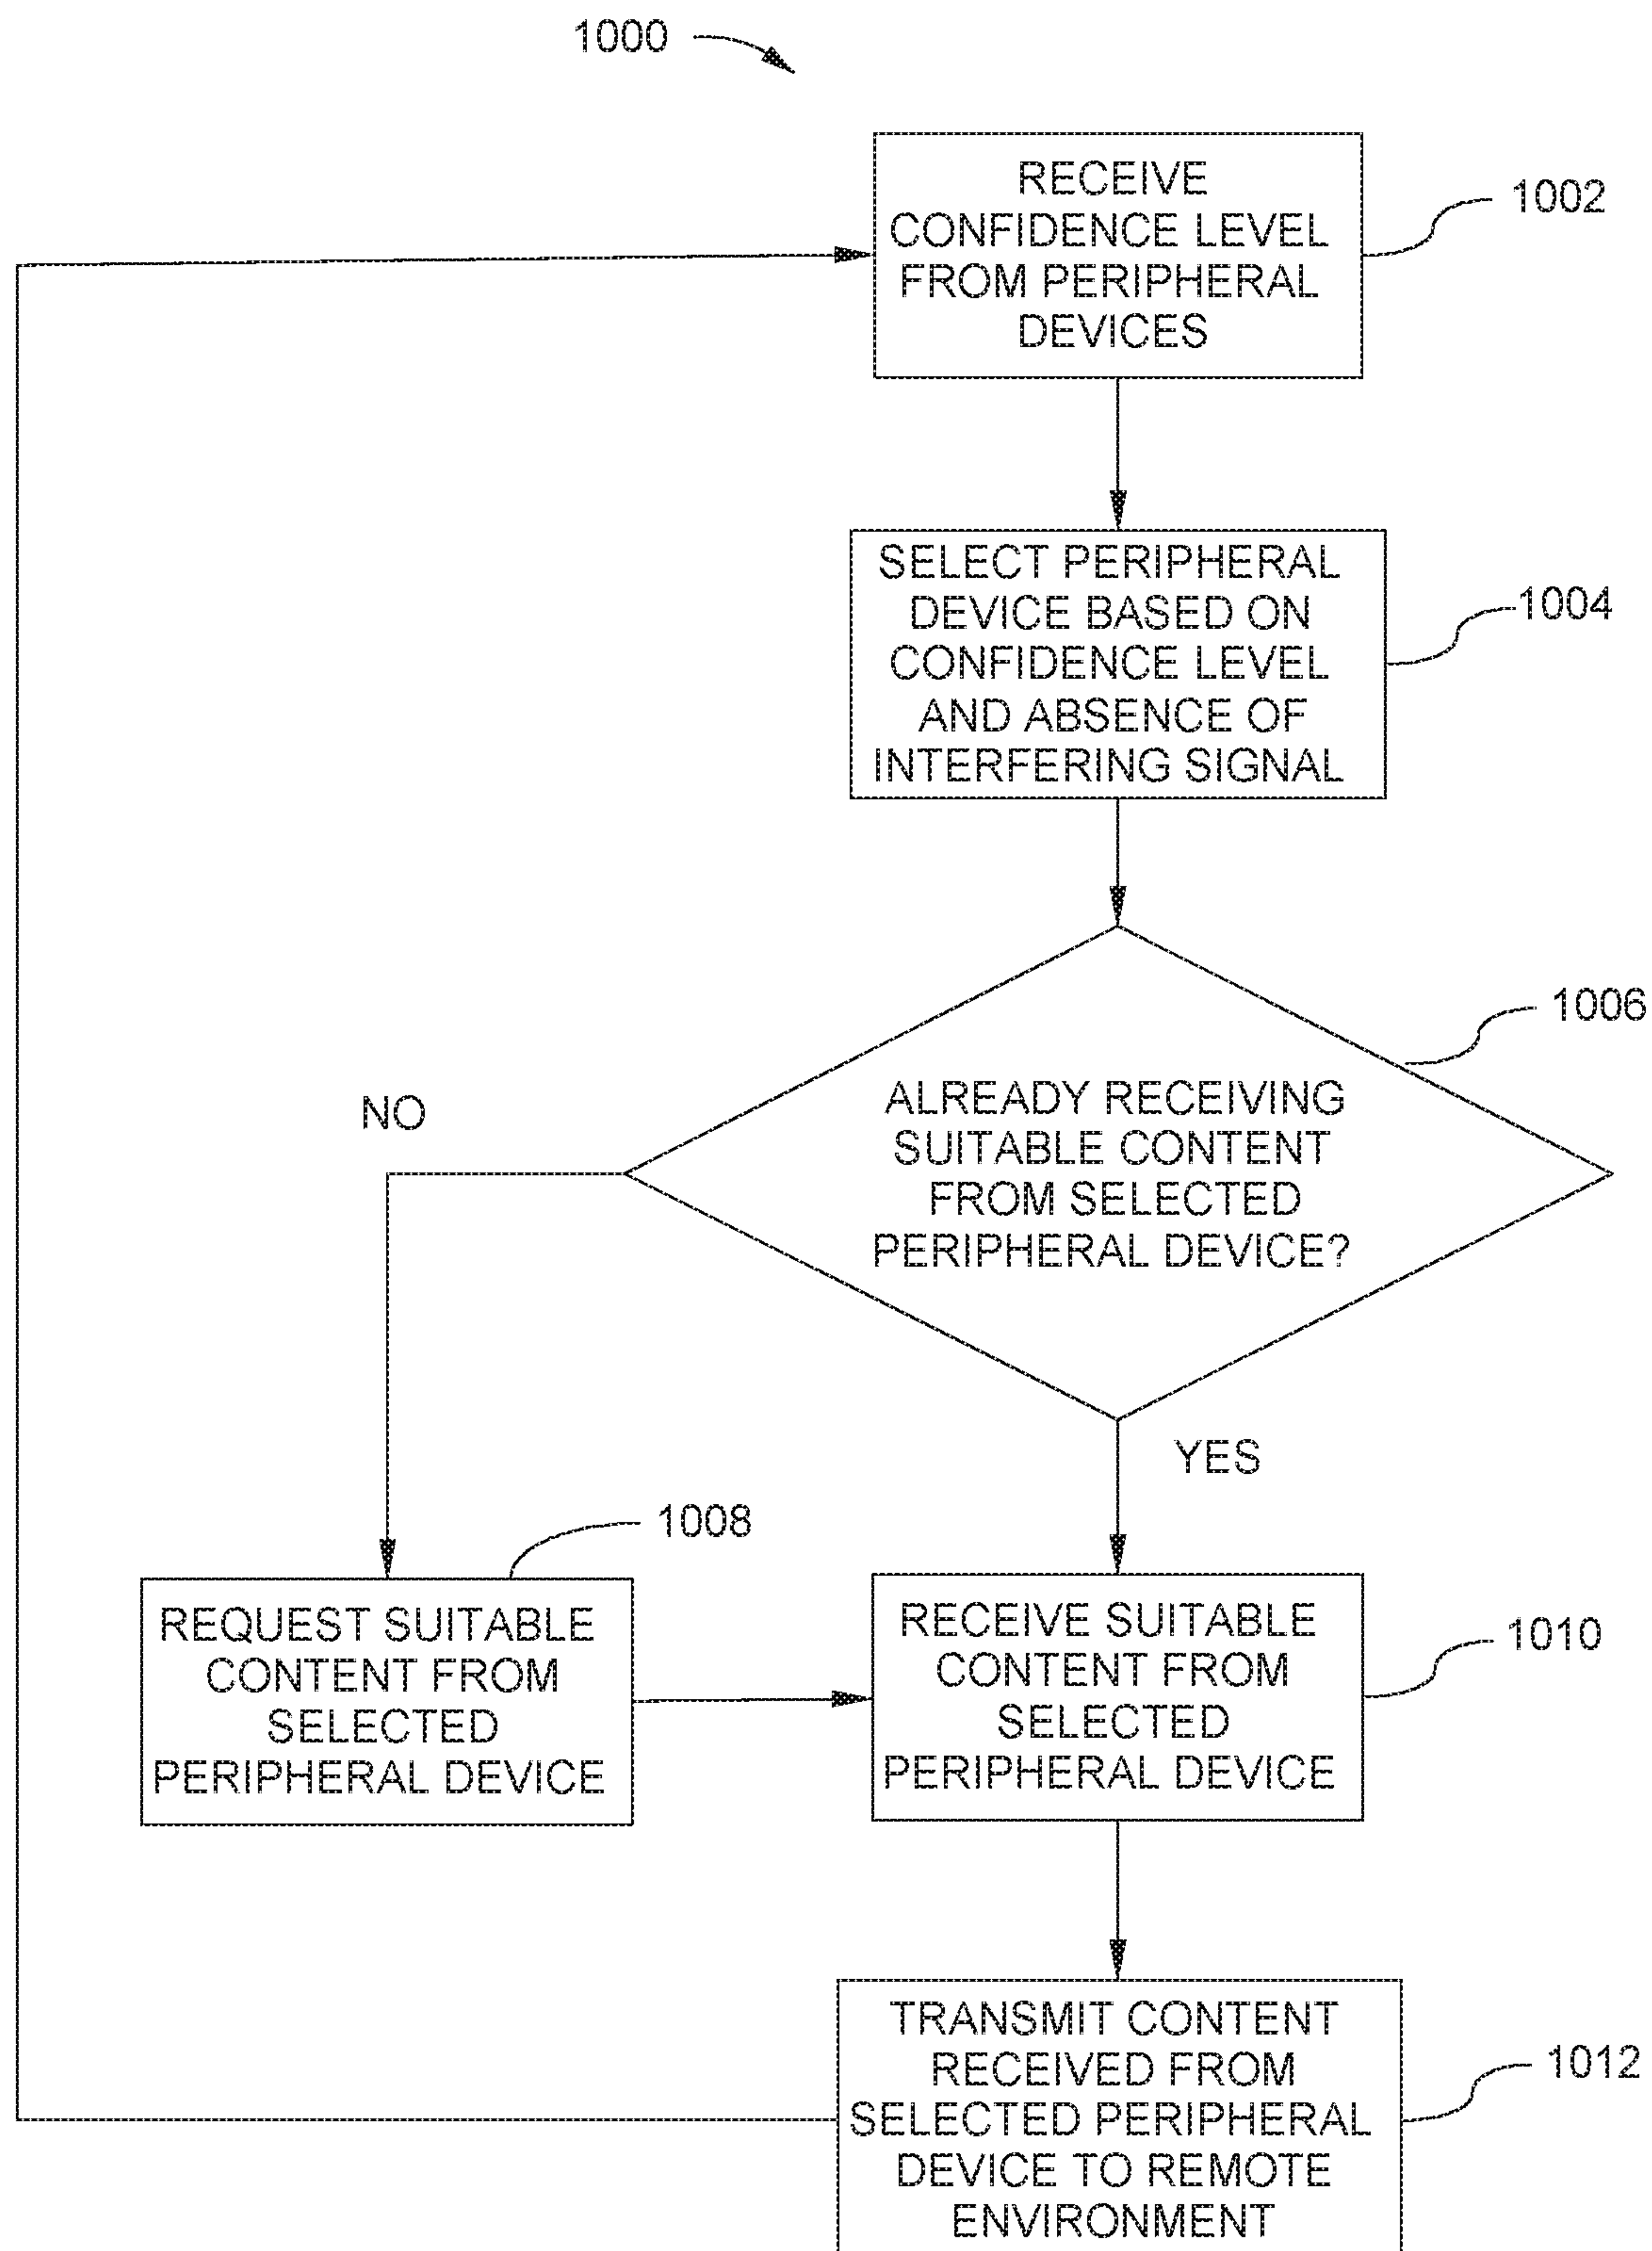 1000
RECEIVE
CONFIDENCE LEVEL
FROM PERIPHERAL
DEVICES
1002
SELECT PERIPHERAL
DEVICE BASED ON
CONFIDENCE LEVEL
AND ABSENCE OF
INTERFERING SIGNAL
1004
1006
ALREADY RECEIVING
SUITABLE CONTENT
FROM SELECTED
PERIPHERAL DEVICE?
NO
YES
1008
REQUEST SUITABLE
CONTENT FROM
SELECTED
PERIPHERAL DEVICE
RECEIVE SUITABLE
CONTENT FROM
SELECTED
PERIPHERAL DEVICE
1010
TRANSMIT CONTENT
RECEIVED FROM
SELECTED PERIPHERAL
DEVICE TO REMOTE
ENVIRONMENT
1012